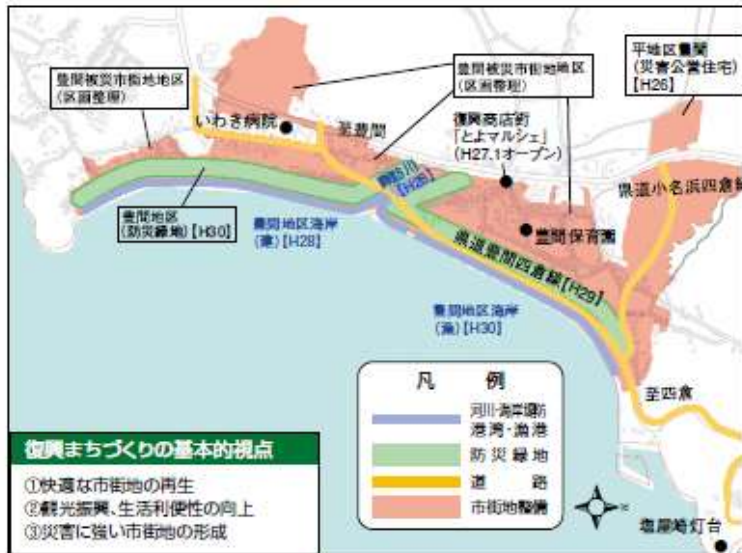 豊間被災市街地地区
(区画整理)
いわき病院
至豊間
豊間被災市街地地区
(区画整理)
復興商店街
「とよマルシェ」
(H27.1オープン)
平地区豊間
(災害公営住宅)
[H26]
県道小名浜四倉線
豊間地区
(防災緑地)[H30]
豊間地区海岸
(建)[H28]
豊間保育園
県道豊間四倉線[H29]
豊間地区海岸
(漁)[H30]
至四倉
塩屋崎灯台
凡 例
河川・海岸堤防
港湾・漁港
防災緑地
道路
市街地整備
復興まちづくりの基本的視点
①快適な市街地の再生
②観光振興、生活利便性の向上
③災害に強い市街地の形成